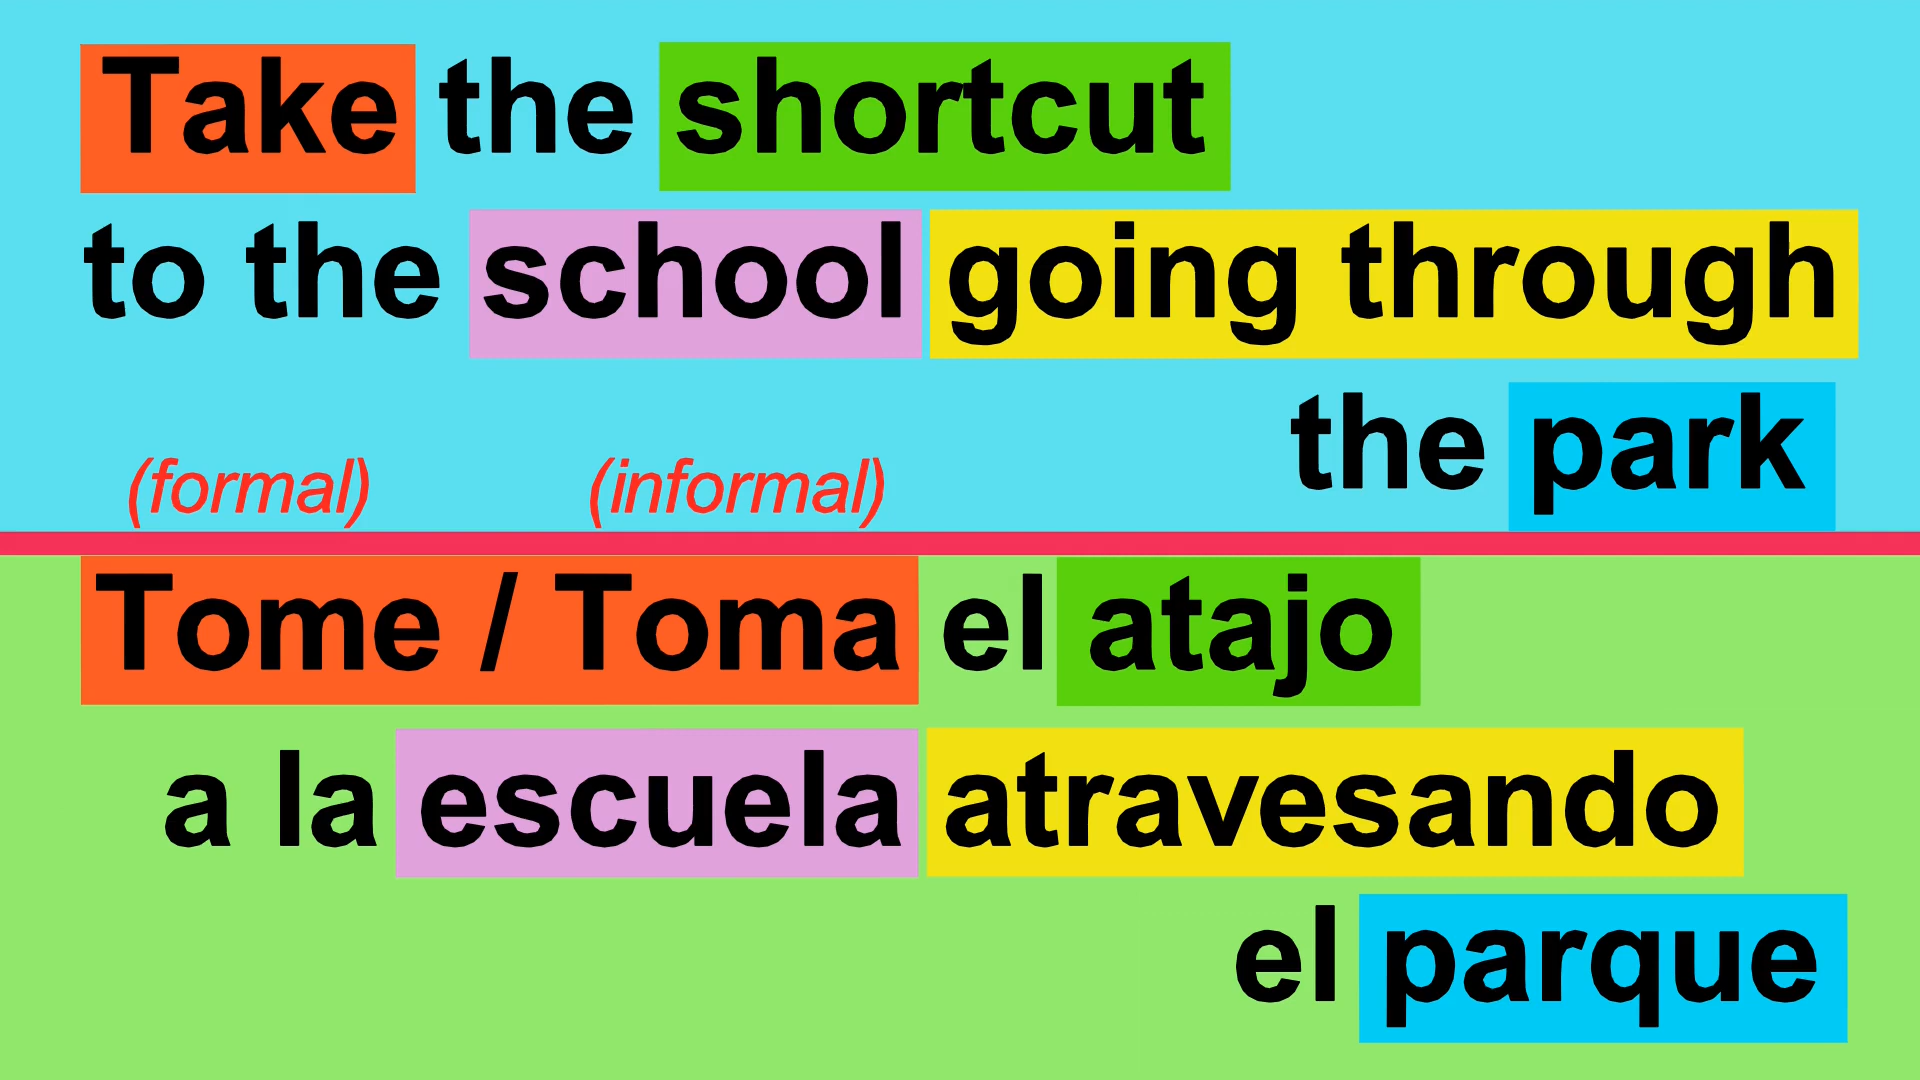 Take the shortcut
to the school going through
the park
(formal) (informal)
Tome / Toma el atajo
a la escuela atravesando
el parque